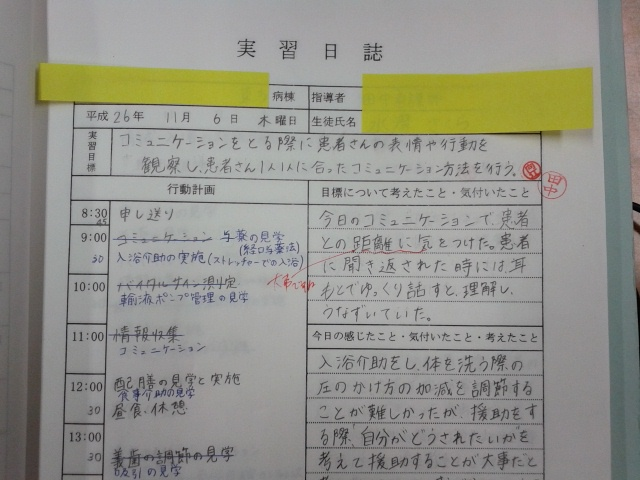 実習日誌
病棟 指導者
平成26年 11月 6日 木曜日 生徒氏名
実習目標
コミュニケーションをとる際に患者さんの表情や行動を
観察し、患者さん1人1人に合ったコミュニケーション方法を行う。
田中
行動計画
目標について考えたこと・気付いたこと
8:30 申し送り
45
9:00 コミュニケーション 与薬の見学
(経口与薬法)
30 入浴介助の実施(ストレッチャーでの入浴)
10:00 バイタルサイン測定
輸液ポンプ管理の見学
11:00 情報収集
コミュニケーション
12:00 配膳の見学と実施
食事介助の見学
30 昼食・休憩
13:00
30 義歯の調節の見学
吸引の見学
今日のコミュニケーションで、患者
との距離に気をつけた。患者
に聞き返された時には、耳
もとでゆっくり話すと、理解し、
うなずいていた。
大事ですね
今日の感じたこと・気付いたこと・考えたこと
入浴介助をし、体を洗う際の
圧のかけ方の加減を調節する
ことが難しかったが、援助をす
る際、自分がどうされたいかを
考えて援助することが大事だと